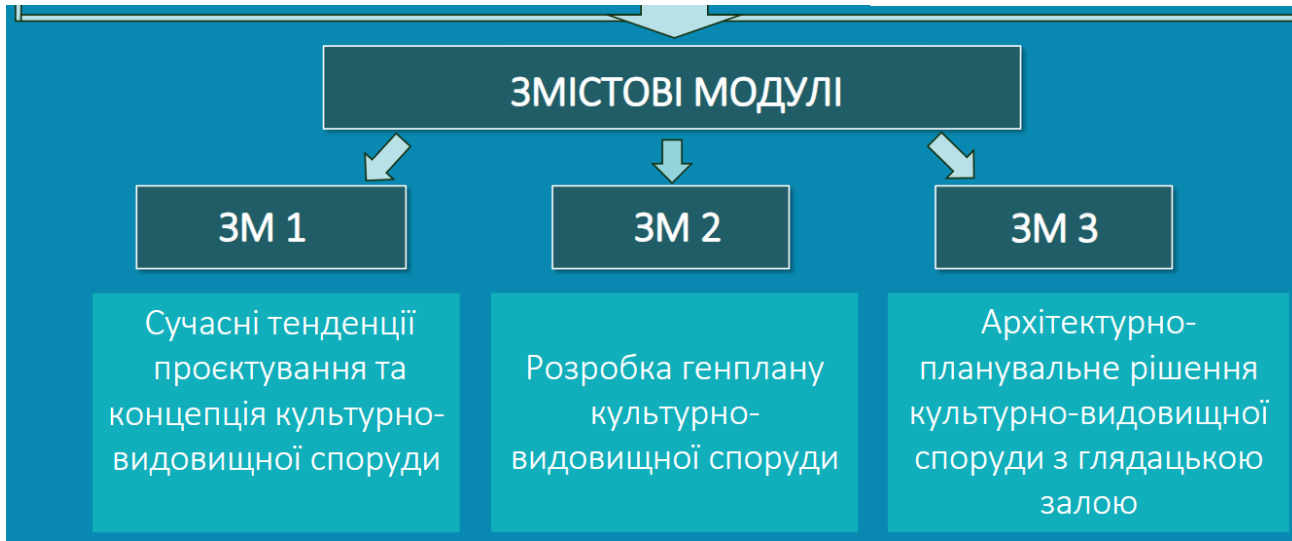 ЗМІСТОВІ МОДУЛІ
ЗМ 1
ЗМ 2
ЗМ 3
Сучасні тенденції
проєктування та
концепція культурно-
видовищної споруди
Розробка генплану
культурно-
видовищної споруди
Архітектурно-
планувальне рішення
культурно-видовищної
споруди з глядацькою
залою